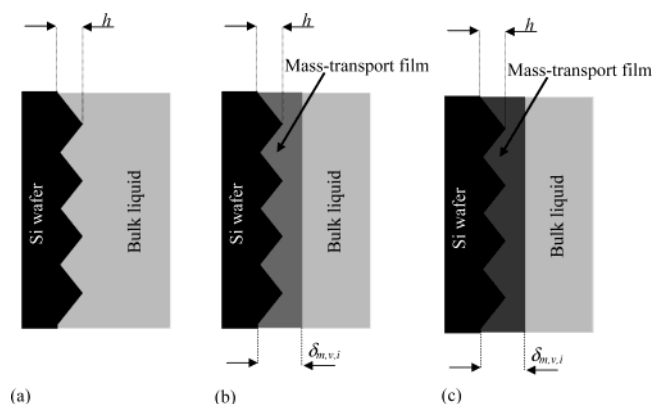 h
Si wafer
Bulk liquid
(a)
h
Mass-transport film
Si wafer
Bulk liquid
δm,v,i
(b)
h
Mass-transport film
Si wafer
Bulk liquid
δm,v,i
(c)